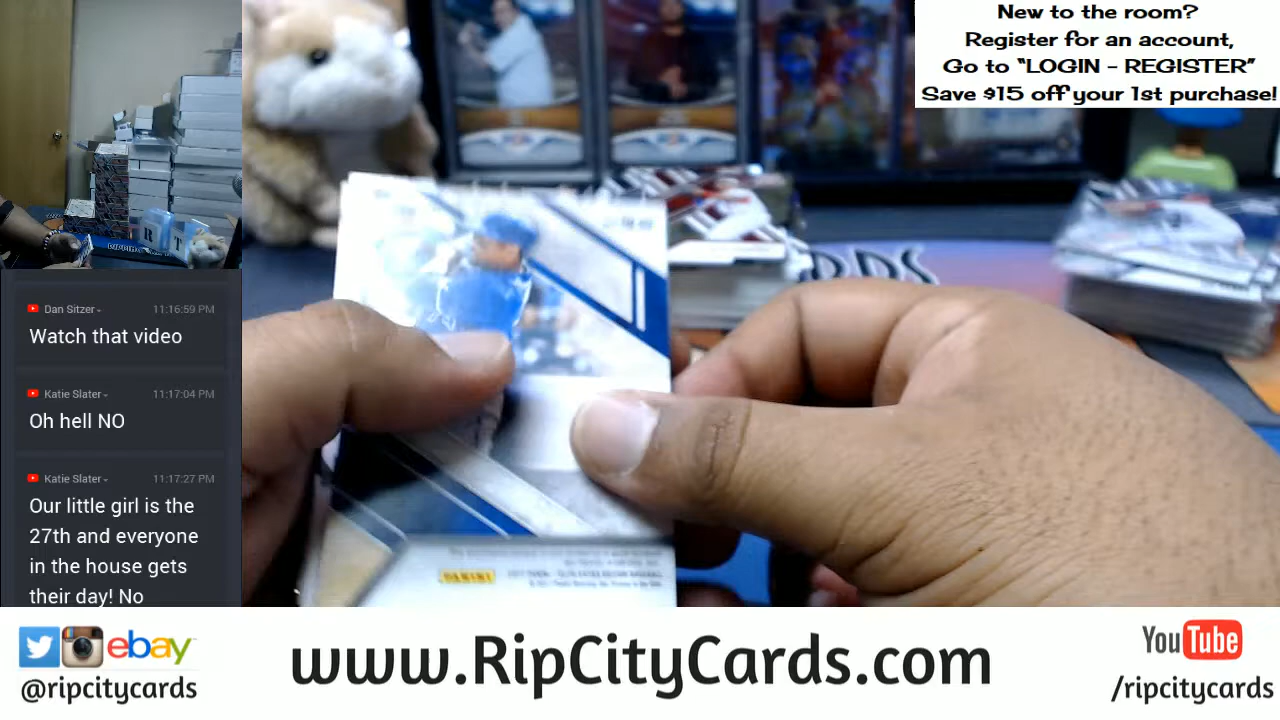 New to the room?
Register for an account,
Go to "LOGIN - REGISTER"
Save $15 off your 1st purchase!
Dan Sitzer
11:16:59 PM
Watch that video
Katie Slater
11:17:04 PM
Oh hell NO
Katie Slater
11:17:27 PM
Our little girl is the
27th and everyone
in the house gets
their day! No
PANINI
ebay
@ripcitycards
www.RipCityCards.com
YouTube
/ripcitycards